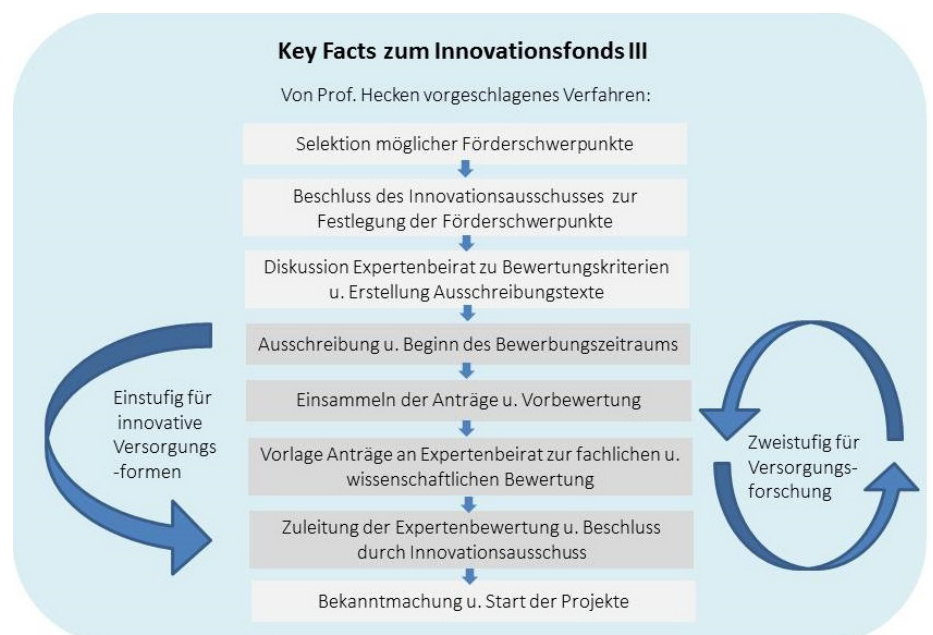 Key Facts zum Innovationsfonds III
Von Prof. Hecken vorgeschlagenes Verfahren:
Selektion möglicher Förderschwerpunkte
Beschluss des Innovationsausschusses zur
Festlegung der Förderschwerpunkte
Diskussion Expertenbeirat zu Bewertungskriterien
u. Erstellung Ausschreibungstexte
Ausschreibung u. Beginn des Bewerbungszeitraums
Einsammeln der Anträge u. Vorbewertung
Vorlage Anträge an Expertenbeirat zur fachlichen u.
wissenschaftlichen Bewertung
Zuleitung der Expertenbewertung u. Beschluss
durch Innovationsausschuss
Bekanntmachung u. Start der Projekte
Einstufig für
innovative
Versorgungs
-formen
Zweistufig für
Versorgungs-
forschung